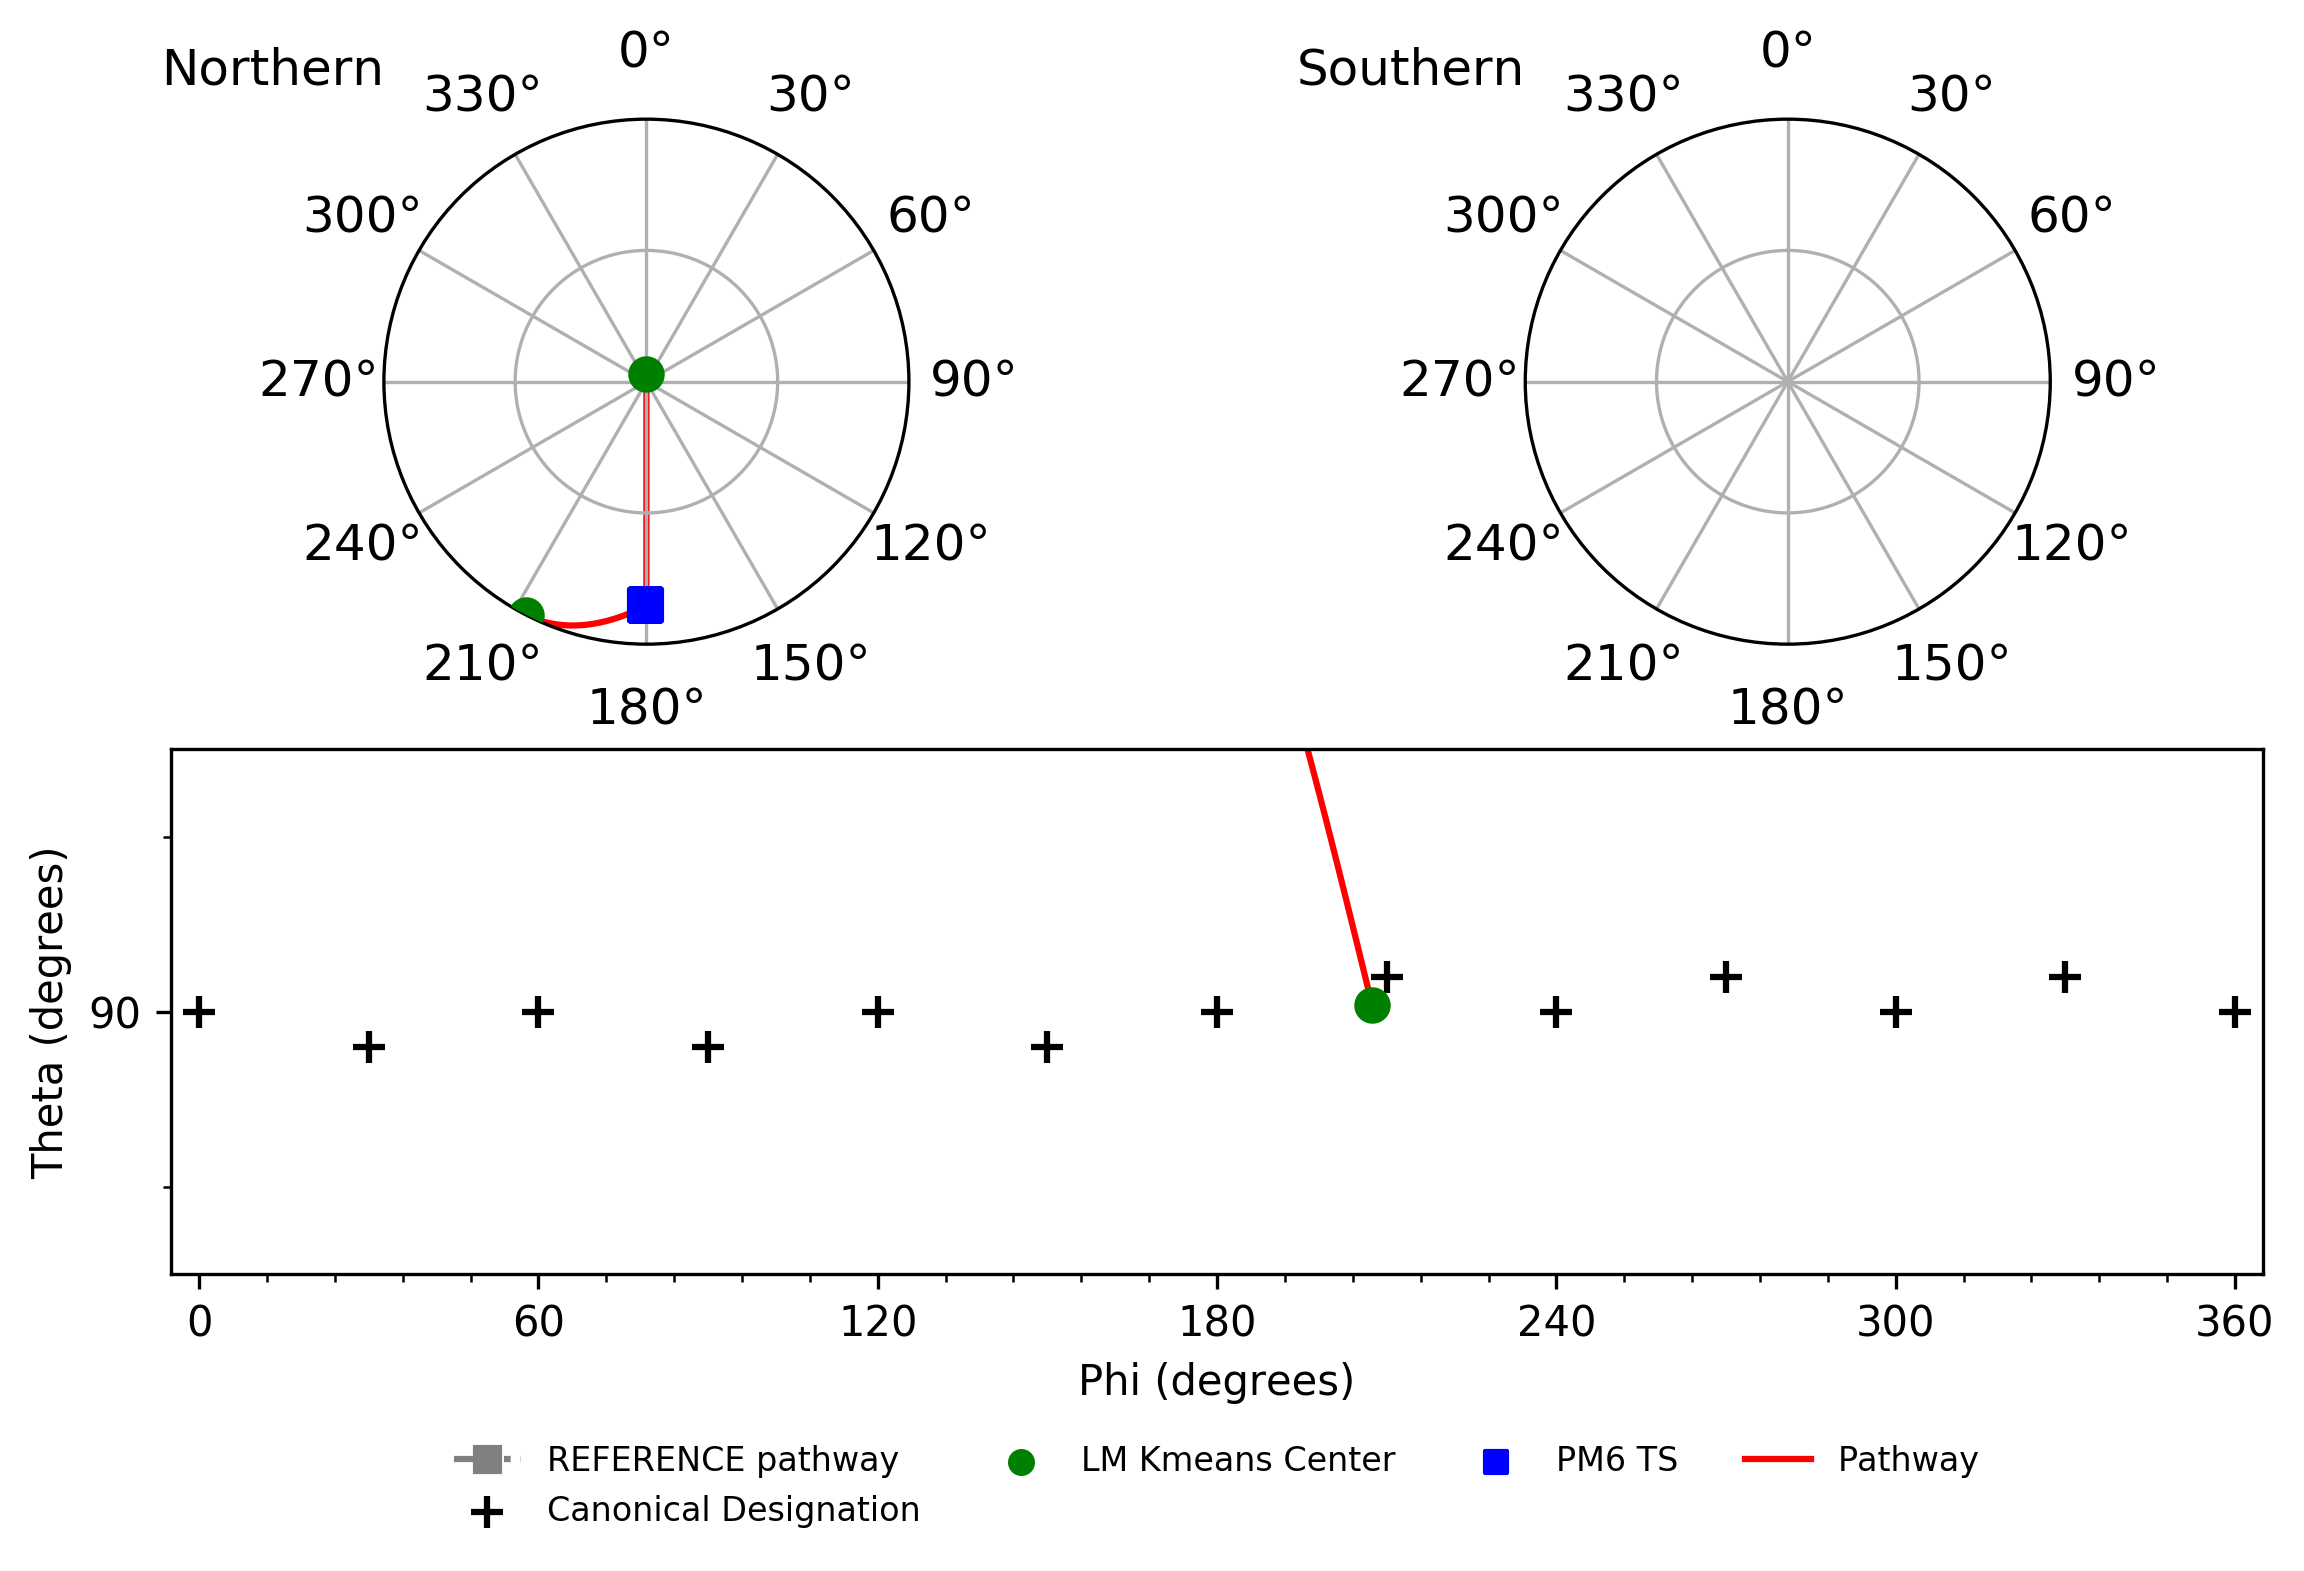 Northern
0°
30°
60°
90°
120°
150°
180°
210°
240°
270°
300°
330°
Southern
0°
30°
60°
90°
120°
150°
180°
210°
240°
270°
300°
330°
Theta (degrees)
90
0 60 120 180 240 300 360
Phi (degrees)
REFERENCE pathway
Canonical Designation
LM Kmeans Center
PM6 TS
Pathway